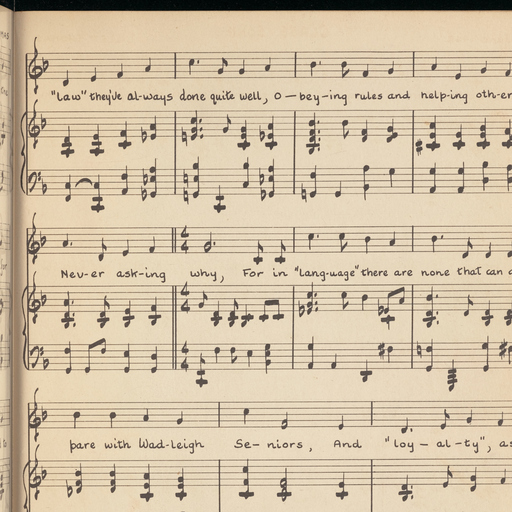 "law" they've al-ways done quite well, O-bey-ing rules and help-ing oth-er
Nev-er ask-ing why, For in "lang-uage" there are none that can
pare with Wad-leigh Se-niors, And "loy-al-ty", as